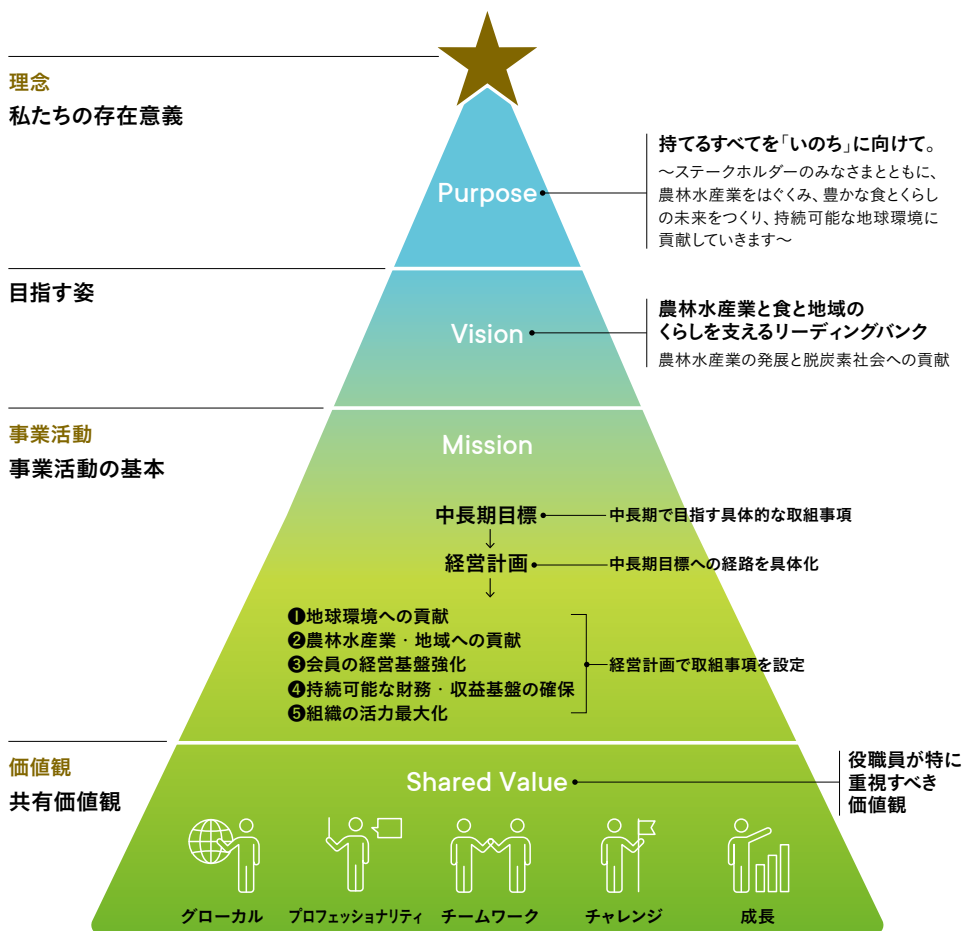 理念
私たちの存在意義
Purpose
持てるすべてを「いのち」に向けて。
～ステークホルダーのみなさまとともに、
農林水産業をはぐくみ、豊かな食とくらし
の未来をつくり、持続可能な地球環境に
貢献していきます～
目指す姿
Vision
農林水産業と食と地域の
くらしを支えるリーディングバンク
農林水産業の発展と脱炭素社会への貢献
事業活動
事業活動の基本
Mission
中長期目標
中長期で目指す具体的な取組事項
↓
経営計画
中長期目標への経路を具体化
↓
❶地球環境への貢献
❷農林水産業・地域への貢献
❸会員の経営基盤強化
❹持続可能な財務・収益基盤の確保
❺組織の活力最大化
経営計画で取組事項を設定
価値観
共有価値観
Shared Value
役職員が特に
重視すべき
価値観
グローカル
プロフェッショナリティ
チームワーク
チャレンジ
成長